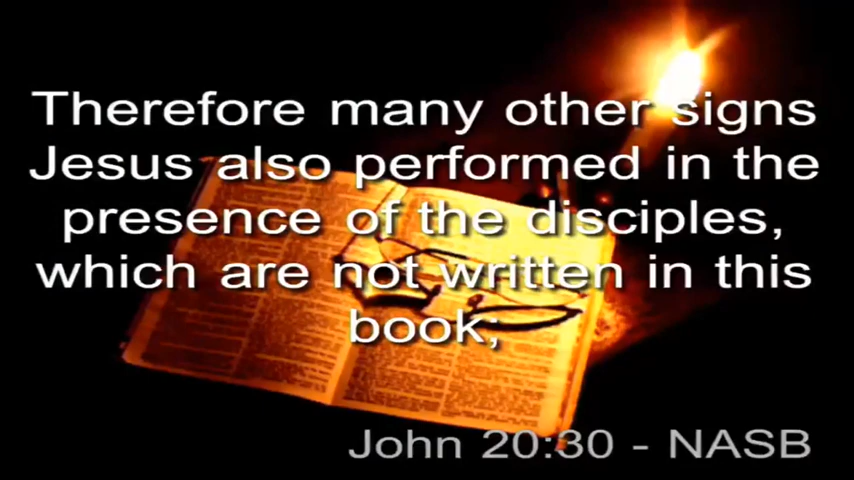 Therefore many other signs
Jesus also performed in the
presence of the disciples,
which are not written in this
book;
John 20:30 - NASB